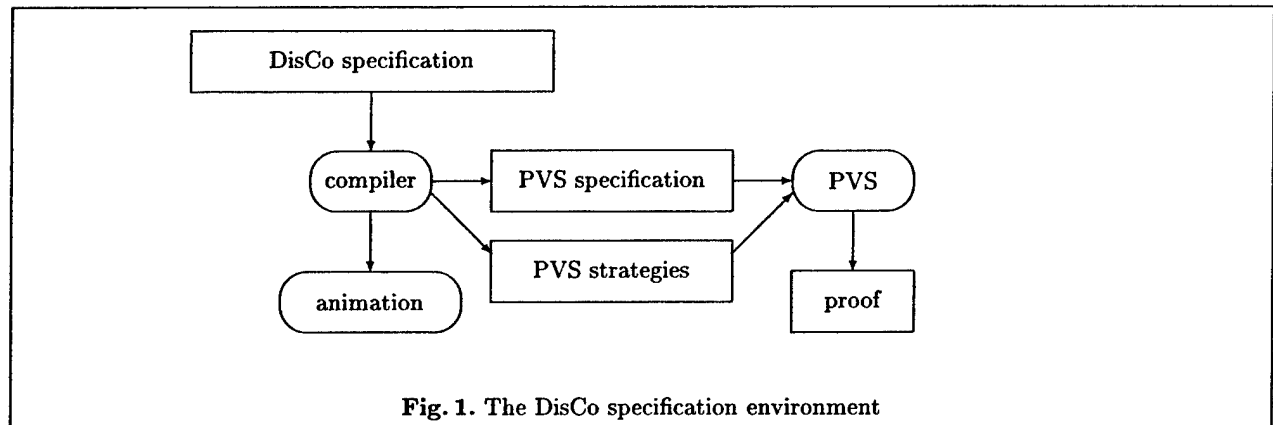 DisCo specification
compiler
PVS specification
PVS
PVS strategies
animation
proof
Fig. 1. The DisCo specification environment